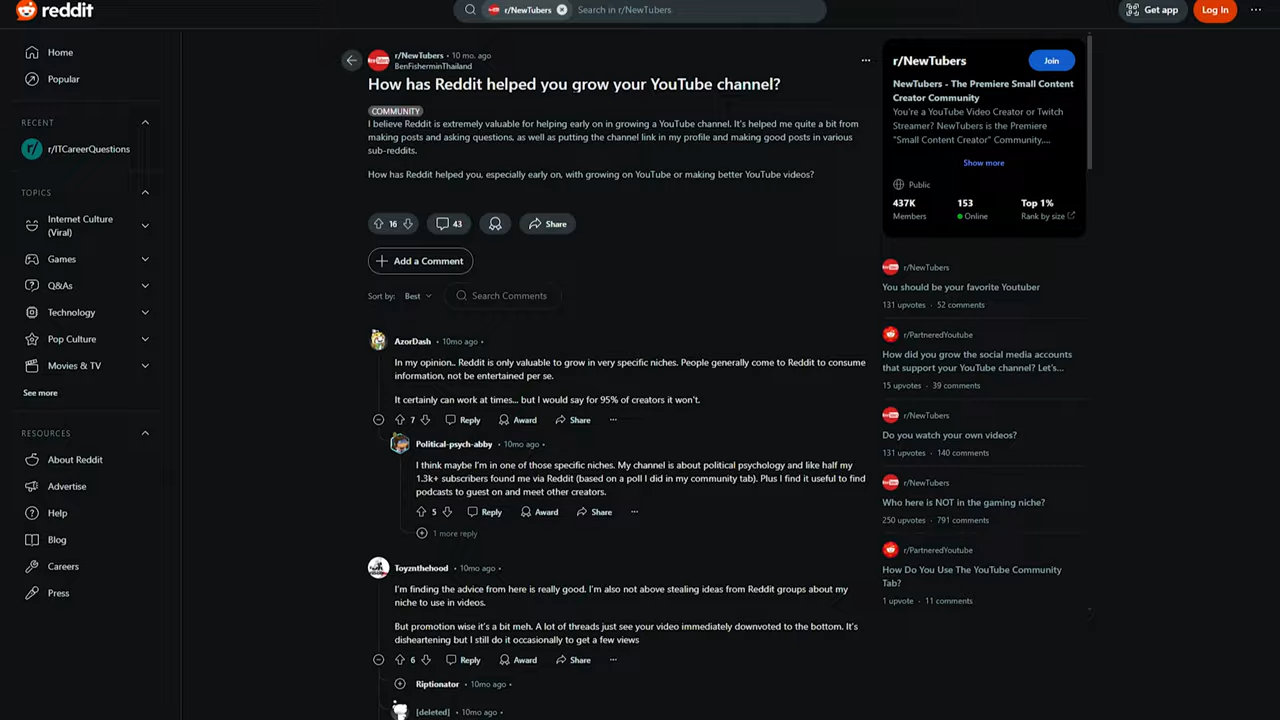 reddit
r/NewTubers
Search in r/NewTubers
Get app
Log In
Home
Popular
RECENT
r/ITCareerQuestions
TOPICS
Internet Culture
(Viral)
Games
Q&As
Technology
Pop Culture
Movies & TV
See more
RESOURCES
About Reddit
Advertise
Help
Blog
Careers
Press
r/NewTubers • 10 mo. ago
BenFisherminThailand
How has Reddit helped you grow your YouTube channel?
COMMUNITY
I believe Reddit is extremely valuable for helping early on in growing a YouTube channel. It's helped me quite a bit from
making posts and asking questions, as well as putting the channel link in my profile and making good posts in various
sub-reddits.
How has Reddit helped you, especially early on, with growing on YouTube or making better YouTube videos?
16
43
Share
Add a Comment
Sort by: Best
Search Comments
AzorDash • 10mo ago •
In my opinion.. Reddit is only valuable to grow in very specific niches. People generally come to Reddit to consume
information, not be entertained per se.
It certainly can work at times... but I would say for 95% of creators it won't.
7 Reply Award Share
Political-psych-abby • 10mo ago •
I think maybe I'm in one of those specific niches. My channel is about political psychology and like half my
1.3k+ subscribers found me via Reddit (based on a poll I did in my community tab). Plus I find it useful to find
podcasts to guest on and meet other creators.
5 Reply Award Share
1 more reply
Toyznthehood • 10mo ago •
I'm finding the advice from here is really good. I'm also not above stealing ideas from Reddit groups about my
niche to use in videos.
But promotion wise it's a bit meh. A lot of threads just see your video immediately downvoted to the bottom. It's
disheartening but I still do it occasionally to get a few views
6 Reply Award Share
Riptionator • 10mo ago •
[deleted] • 10mo ago •
r/NewTubers
Join
NewTubers - The Premiere Small Content
Creator Community
You're a YouTube Video Creator or Twitch
Streamer? NewTubers is the Premiere
"Small Content Creator" Community,...
Show more
Public
437K
Members
153
Online
Top 1%
Rank by size
r/NewTubers
You should be your favorite Youtuber
131 upvotes · 52 comments
r/PartneredYoutube
How did you grow the social media accounts
that support your YouTube channel? Let's...
15 upvotes · 39 comments
r/NewTubers
Do you watch your own videos?
131 upvotes · 140 comments
r/NewTubers
Who here is NOT in the gaming niche?
250 upvotes · 791 comments
r/PartneredYoutube
How Do You Use The YouTube Community
Tab?
1 upvote · 11 comments